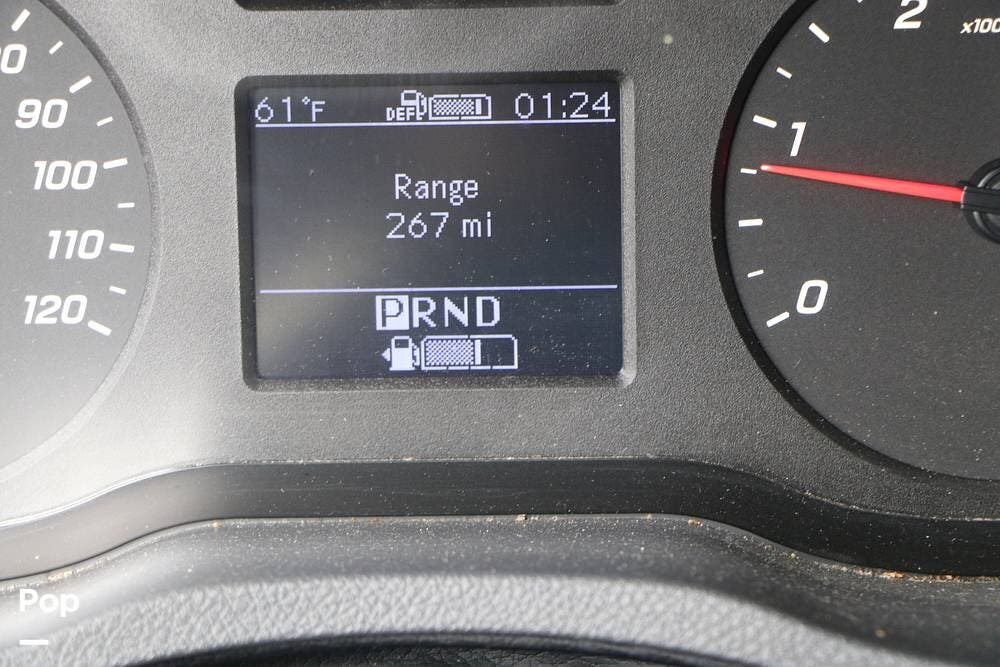 61°F DEF 01:24
Range
267 mi
PRND
90
100
110
120
2
x100
1
0
Pop